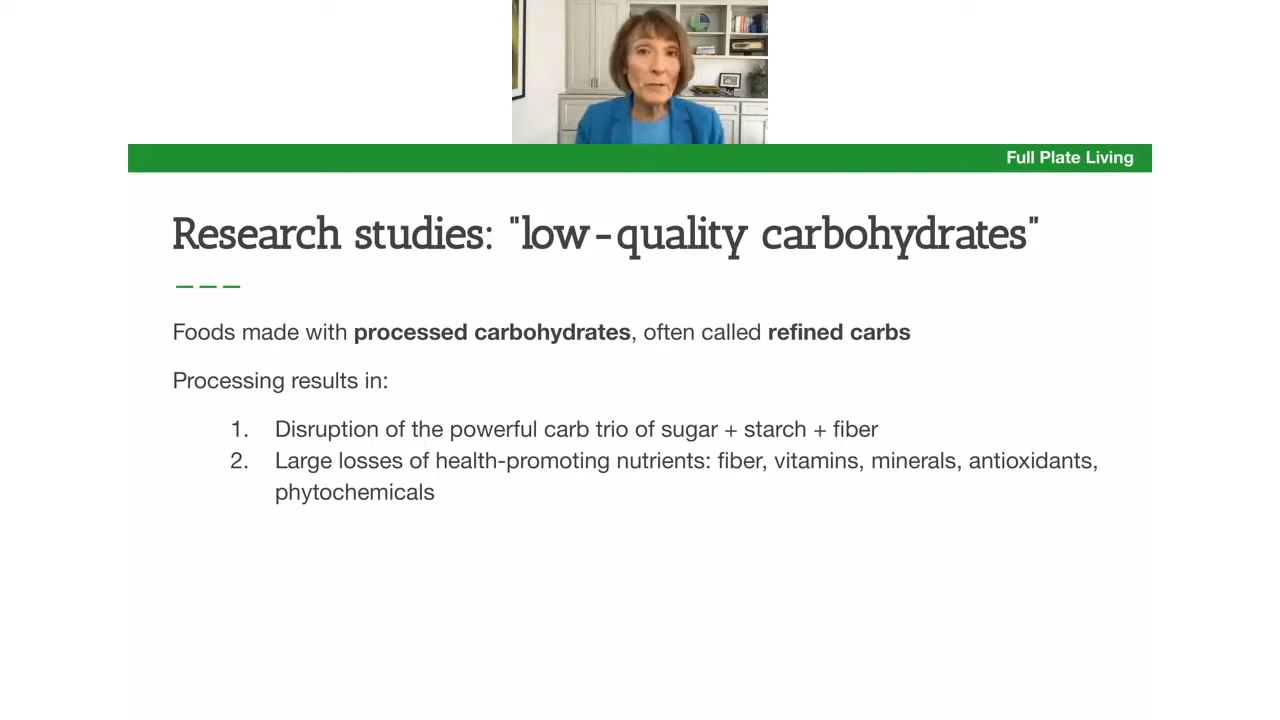 Full Plate Living
Research studies: "low-quality carbohydrates"
Foods made with processed carbohydrates, often called refined carbs
Processing results in:
1. Disruption of the powerful carb trio of sugar + starch + fiber
2. Large losses of health-promoting nutrients: fiber, vitamins, minerals, antioxidants,
phytochemicals